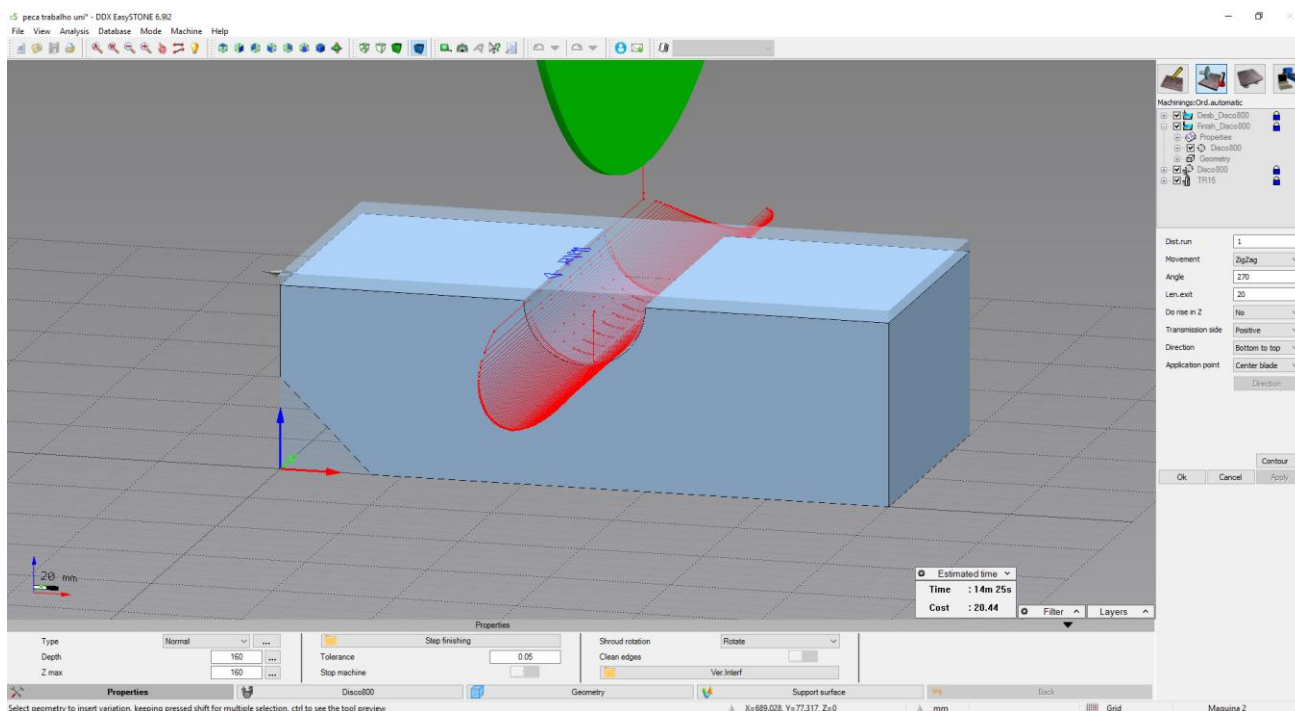 peca trabalho uni* - DDX EasySTONE 6.9I2
File View Analysis Database Mode Machine Help
Machinings:Ord.automatic
Desb_Disco800
Finish_Disco800
Properties
Disco800
Geometry
Disco800
TR15
Dist.run 1
Movement ZigZag
Angle 270
Len.exit 20
Do rise in Z No
Transmission side Positive
Direction Bottom to top
Application point Center blade
Direction
Contour
Ok Cancel Apply
20 mm
Estimated time
Time : 14m 25s
Cost : 20.44
Filter Layers
Properties
Type Normal ... Step finishing Shroud rotation Rotate
Depth 160 ... Tolerance 0.05 Clean edges
Z max 160 ... Stop machine Ver.Interf
Properties Disco800 Geometry Support surface Back
Select geometry to insert variation, keeping pressed shift for multiple selection, ctrl to see the tool preview X=689.028, Y=77.317, Z=0 mm Grid Maquina 2